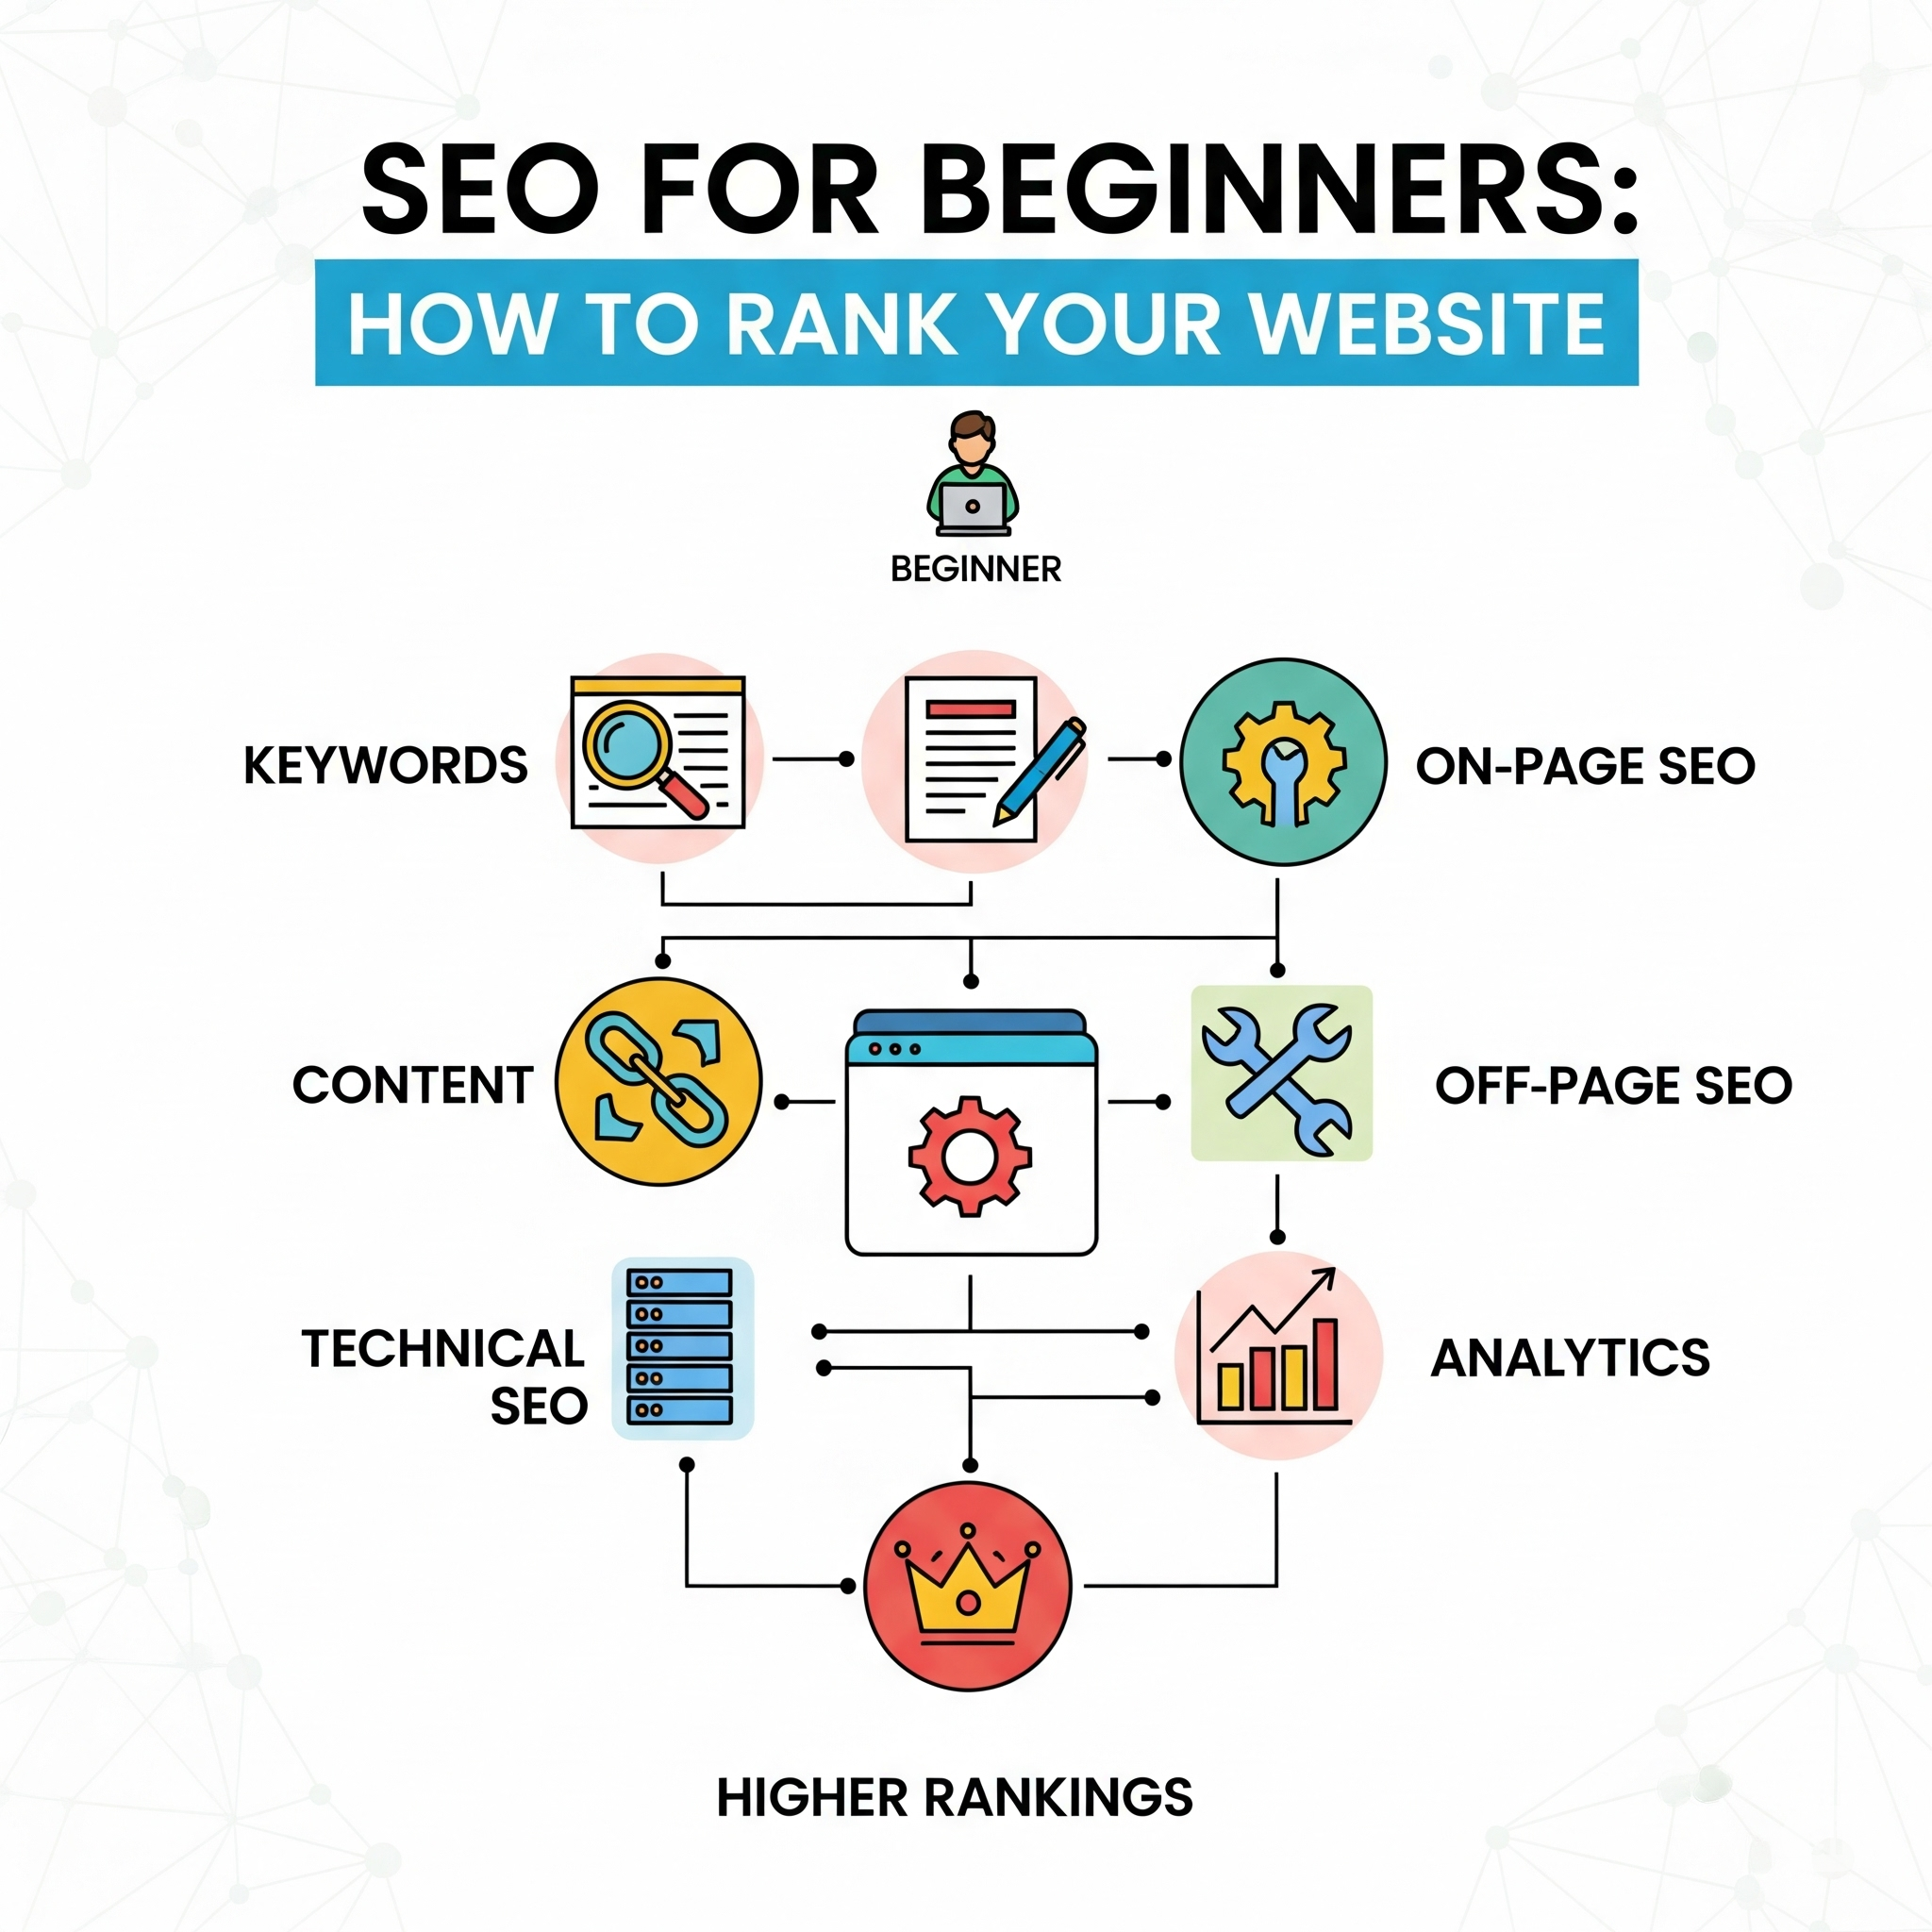 SEO FOR BEGINNERS:
HOW TO RANK YOUR WEBSITE
BEGINNER
KEYWORDS
ON-PAGE SEO
CONTENT
OFF-PAGE SEO
TECHNICAL
SEO
ANALYTICS
HIGHER RANKINGS